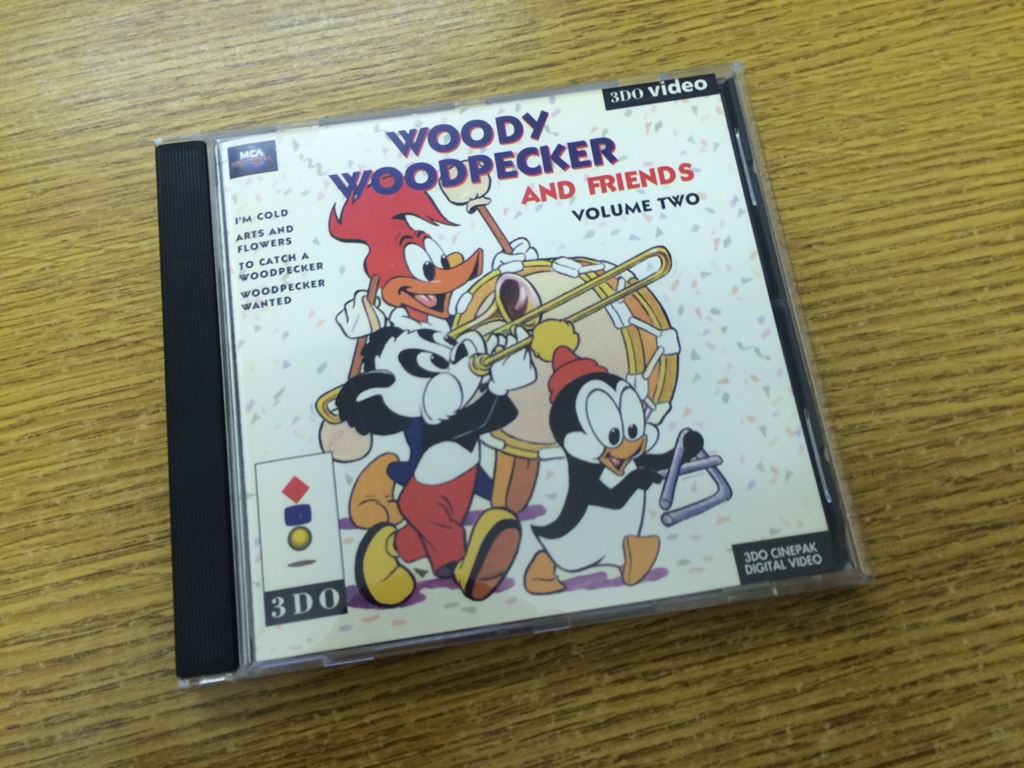 3DO video
MCA
WOODY
WOODPECKER
AND FRIENDS
VOLUME TWO
I'M COLD
ARTS AND
FLOWERS
TO CATCH A
WOODPECKER
WOODPECKER
WANTED
3DO
3DO CINEPAK
DIGITAL VIDEO